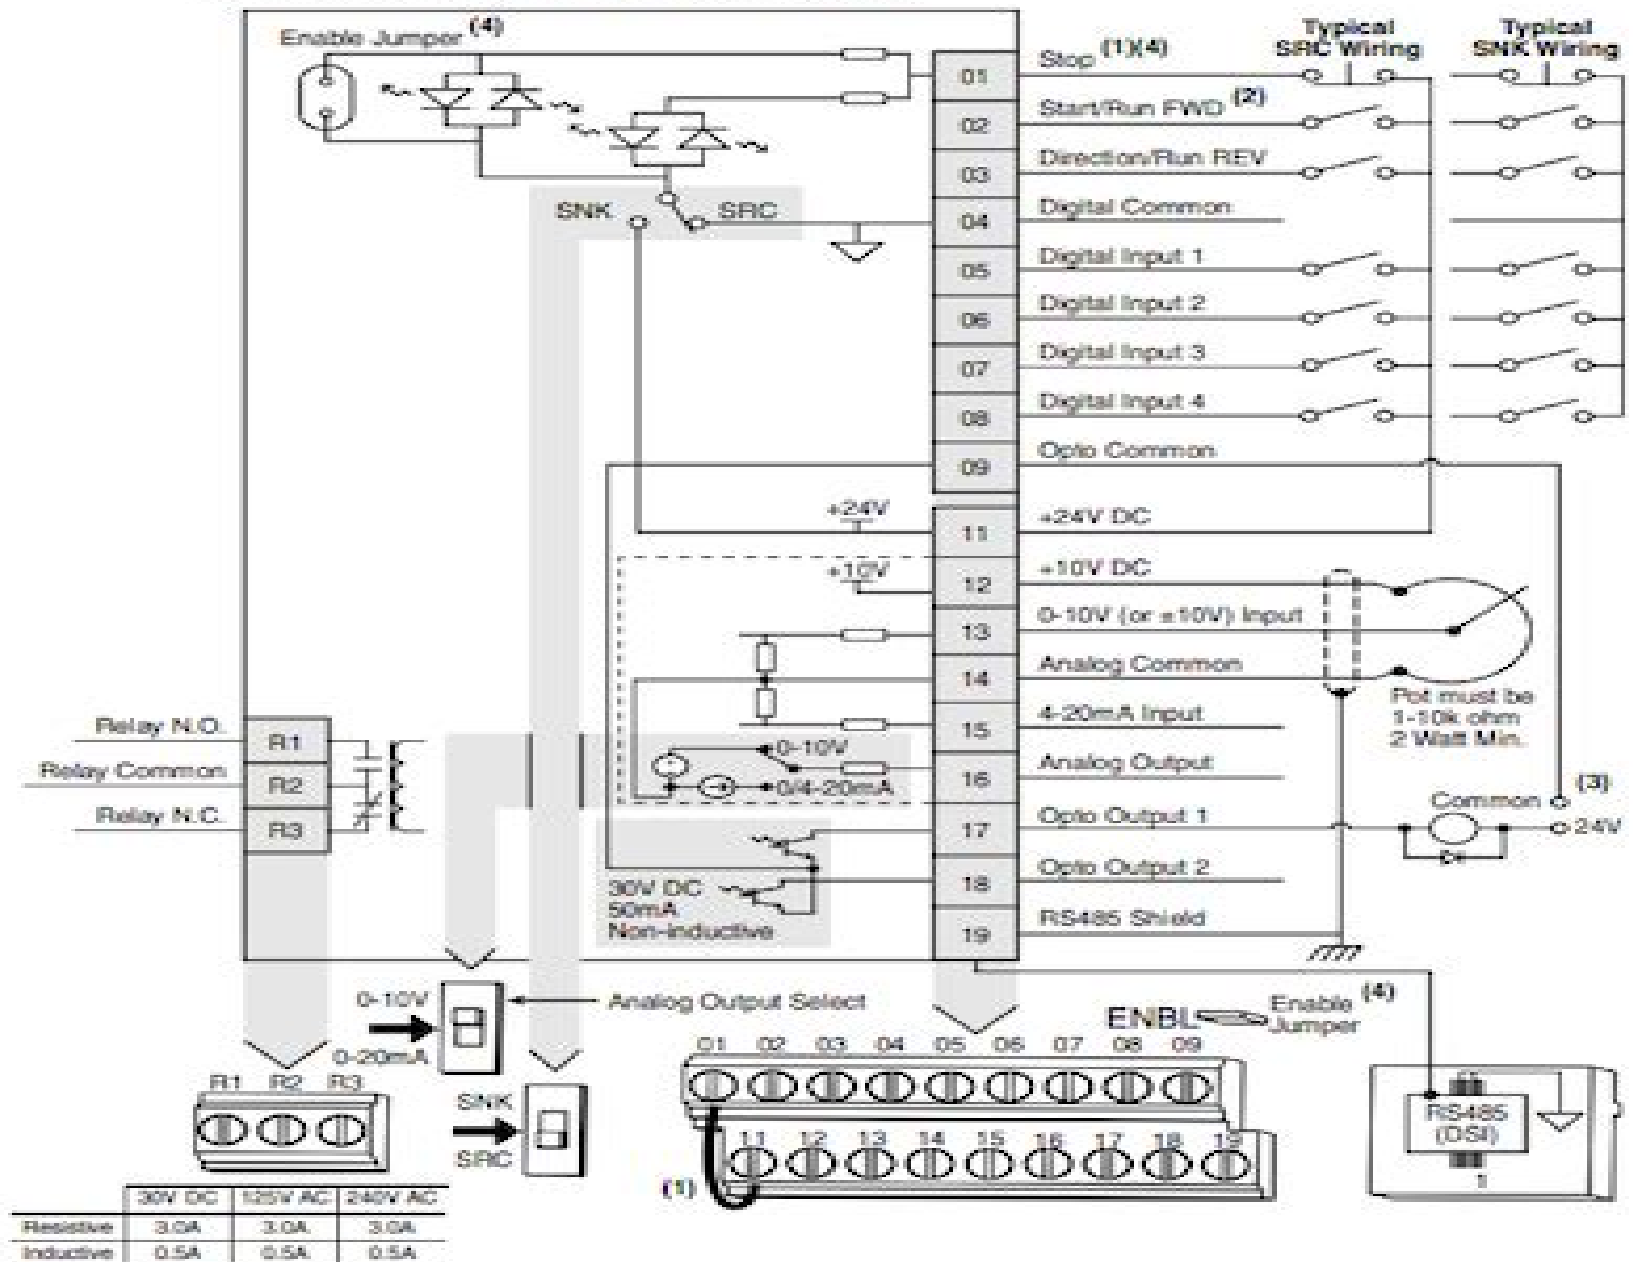 Enable Jumper (4)
Typical SRC Wiring
Typical SNK Wiring
01 Stop (1)(4)
02 Start/Run FWD (2)
03 Direction/Run REV
SNK SRC
04 Digital Common
05 Digital Input 1
06 Digital Input 2
07 Digital Input 3
08 Digital Input 4
09 Opto Common
+24V
11 +24V DC
+10V
12 +10V DC
13 0-10V (or ±10V) Input
14 Analog Common
Pot must be
1-10k ohm
2 Watt Min.
15 4-20mA Input
Relay N.O. R1
Relay Common R2
Relay N.C. R3
0-10V
0/4-20mA
16 Analog Output
Common (3)
24V
17 Opto Output 1
30V DC
50mA
Non-inductive
18 Opto Output 2
19 RS485 Shield
0-10V
0-20mA
Analog Output Select
SNK
SRC
ENBL
Enable (4)
Jumper
R1 R2 R3
01 02 03 04 05 06 07 08 09
11 12 13 14 15 16 17 18 19
(1)
RS485
(DSI)
1
30V DC 125V AC 240V AC
Resistive 3.0A 3.0A 3.0A
Inductive 0.5A 0.5A 0.5A